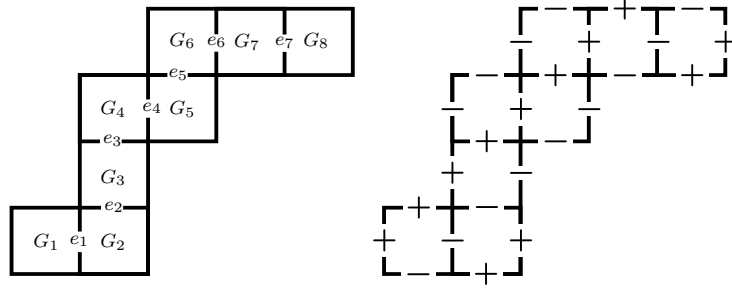 G₆ e₆ G₇ e₇ G₈
e₅
G₄ e₄ G₅
e₃
G₃
e₂
G₁ e₁ G₂
− + −
− + − +
− + − +
− + −
+ −
+ −
+ −
+ − +
− +